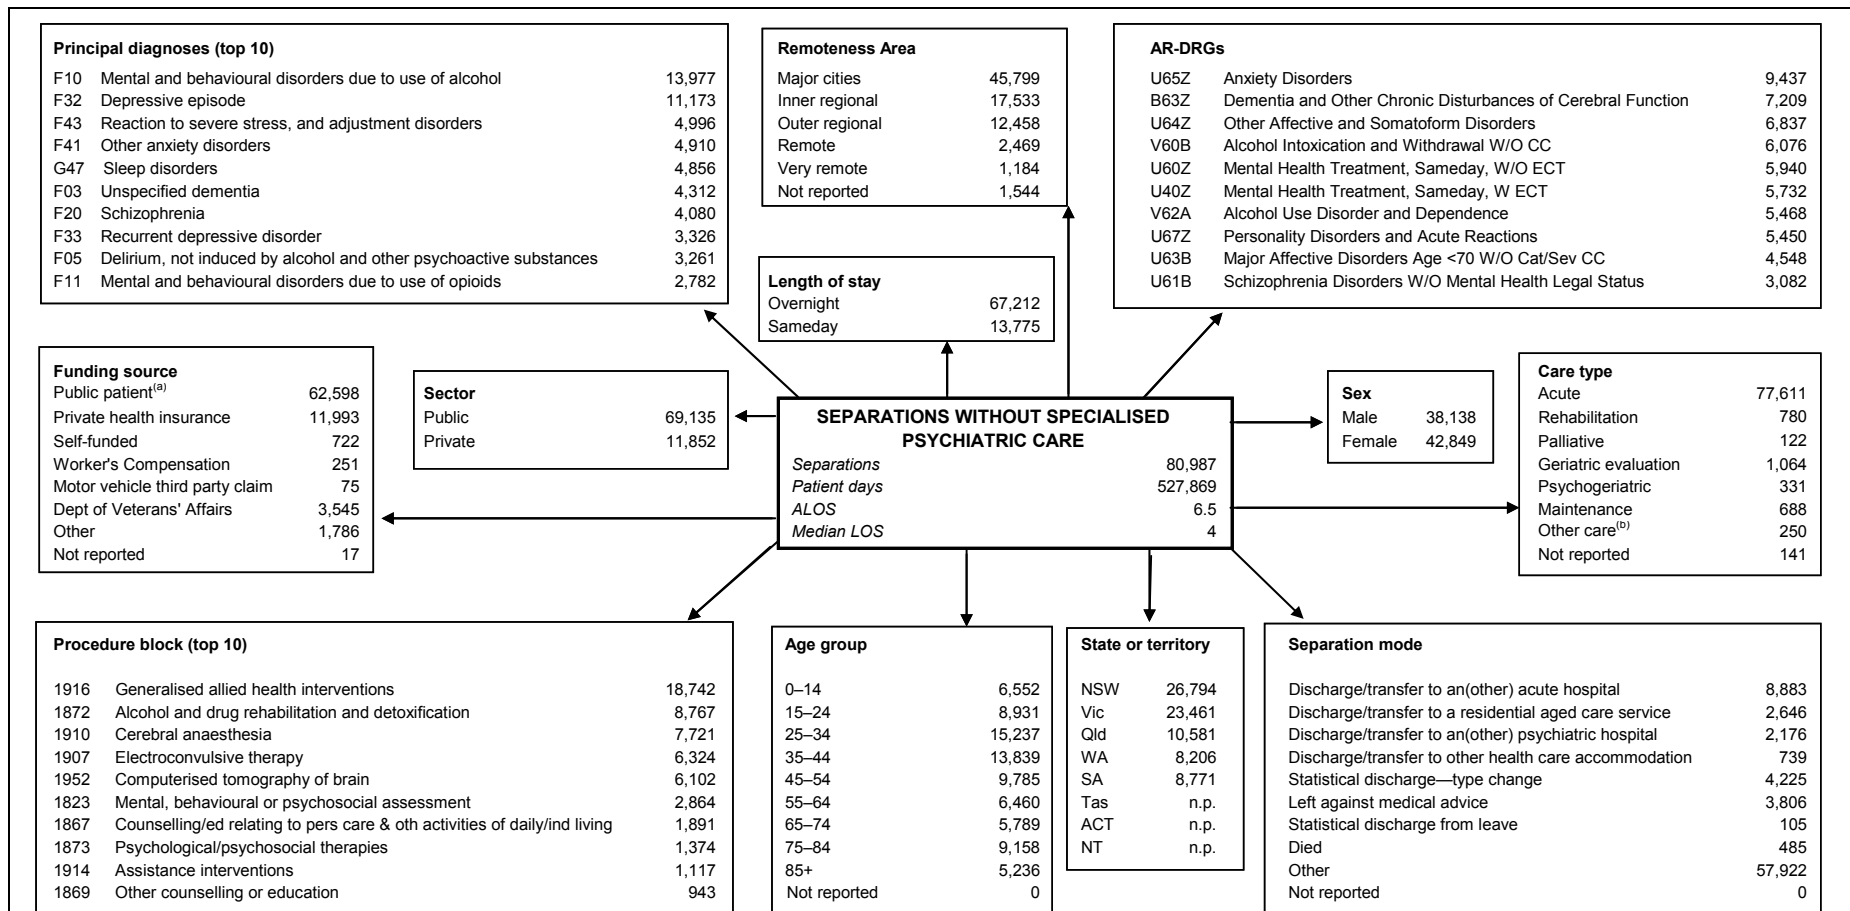 Principal diagnoses (top 10)
F10 Mental and behavioural disorders due to use of alcohol 13,977
F32 Depressive episode 11,173
F43 Reaction to severe stress, and adjustment disorders 4,996
F41 Other anxiety disorders 4,910
G47 Sleep disorders 4,856
F03 Unspecified dementia 4,312
F20 Schizophrenia 4,080
F33 Recurrent depressive disorder 3,326
F05 Delirium, not induced by alcohol and other psychoactive substances 3,261
F11 Mental and behavioural disorders due to use of opioids 2,782
Remoteness Area
Major cities 45,799
Inner regional 17,533
Outer regional 12,458
Remote 2,469
Very remote 1,184
Not reported 1,544
AR-DRGs
U65Z Anxiety Disorders 9,437
B63Z Dementia and Other Chronic Disturbances of Cerebral Function 7,209
U64Z Other Affective and Somatoform Disorders 6,837
V60B Alcohol Intoxication and Withdrawal W/O CC 6,076
U60Z Mental Health Treatment, Sameday, W/O ECT 5,940
U40Z Mental Health Treatment, Sameday, W ECT 5,732
V62A Alcohol Use Disorder and Dependence 5,468
U67Z Personality Disorders and Acute Reactions 5,450
U63B Major Affective Disorders Age <70 W/O Cat/Sev CC 4,548
U61B Schizophrenia Disorders W/O Mental Health Legal Status 3,082
Length of stay
Overnight 67,212
Sameday 13,775
Funding source
Public patient(a) 62,598
Private health insurance 11,993
Self-funded 722
Worker's Compensation 251
Motor vehicle third party claim 75
Dept of Veterans' Affairs 3,545
Other 1,786
Not reported 17
Sector
Public 69,135
Private 11,852
SEPARATIONS WITHOUT SPECIALISED
PSYCHIATRIC CARE
Separations 80,987
Patient days 527,869
ALOS 6.5
Median LOS 4
Sex
Male 38,138
Female 42,849
Care type
Acute 77,611
Rehabilitation 780
Palliative 122
Geriatric evaluation 1,064
Psychogeriatric 331
Maintenance 688
Other care(b) 250
Not reported 141
Procedure block (top 10)
1916 Generalised allied health interventions 18,742
1872 Alcohol and drug rehabilitation and detoxification 8,767
1910 Cerebral anaesthesia 7,721
1907 Electroconvulsive therapy 6,324
1952 Computerised tomography of brain 6,102
1823 Mental, behavioural or psychosocial assessment 2,864
1867 Counselling/ed relating to pers care & oth activities of daily/ind living 1,891
1873 Psychological/psychosocial therapies 1,374
1914 Assistance interventions 1,117
1869 Other counselling or education 943
Age group
0–14 6,552
15–24 8,931
25–34 15,237
35–44 13,839
45–54 9,785
55–64 6,460
65–74 5,789
75–84 9,158
85+ 5,236
Not reported 0
State or territory
NSW 26,794
Vic 23,461
Qld 10,581
WA 8,206
SA 8,771
Tas n.p.
ACT n.p.
NT n.p.
Separation mode
Discharge/transfer to an(other) acute hospital 8,883
Discharge/transfer to a residential aged care service 2,646
Discharge/transfer to an(other) psychiatric hospital 2,176
Discharge/transfer to other health care accommodation 739
Statistical discharge—type change 4,225
Left against medical advice 3,806
Statistical discharge from leave 105
Died 485
Other 57,922
Not reported 0